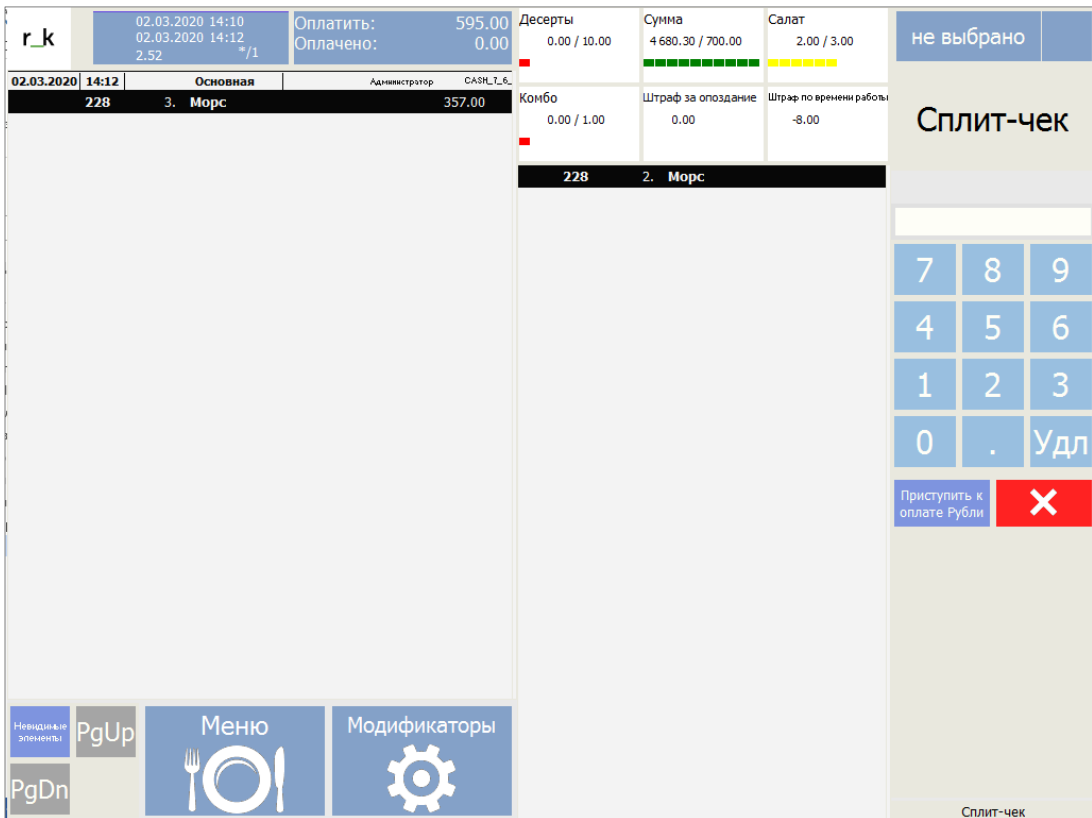 r_k
02.03.2020 14:10
02.03.2020 14:12
2.52 */1
Оплатить: 595.00
Оплачено: 0.00
02.03.2020 14:12 Основная Администратор CASH_7_6_
228 3. Морс 357.00
Десерты
0.00 / 10.00
Сумма
4 680.30 / 700.00
Салат
2.00 / 3.00
Комбо
0.00 / 1.00
Штраф за опоздание
0.00
Штраф по времени работы
-8.00
228 2. Морс
не выбрано
Сплит-чек
7 8 9
4 5 6
1 2 3
0 . Удл
Приступить к
оплате Рубли
Невидимые
элементы
PgUp
PgDn
Меню
Модификаторы
Сплит-чек